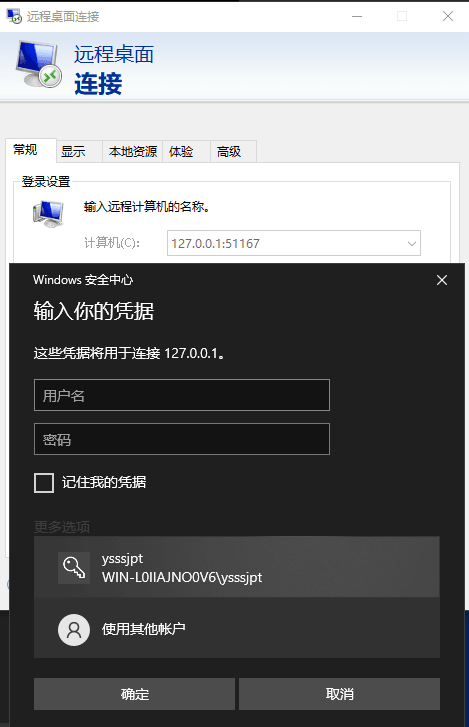 远程桌面连接
远程桌面
连接
常规 显示 本地资源 体验 高级
登录设置
输入远程计算机的名称。
计算机(C): 127.0.0.1:51167
Windows 安全中心
输入你的凭据
这些凭据将用于连接 127.0.0.1。
用户名
密码
记住我的凭据
更多选项
ysssjpt
WIN-L0IIAJNO0V6\ysssjpt
使用其他帐户
确定 取消